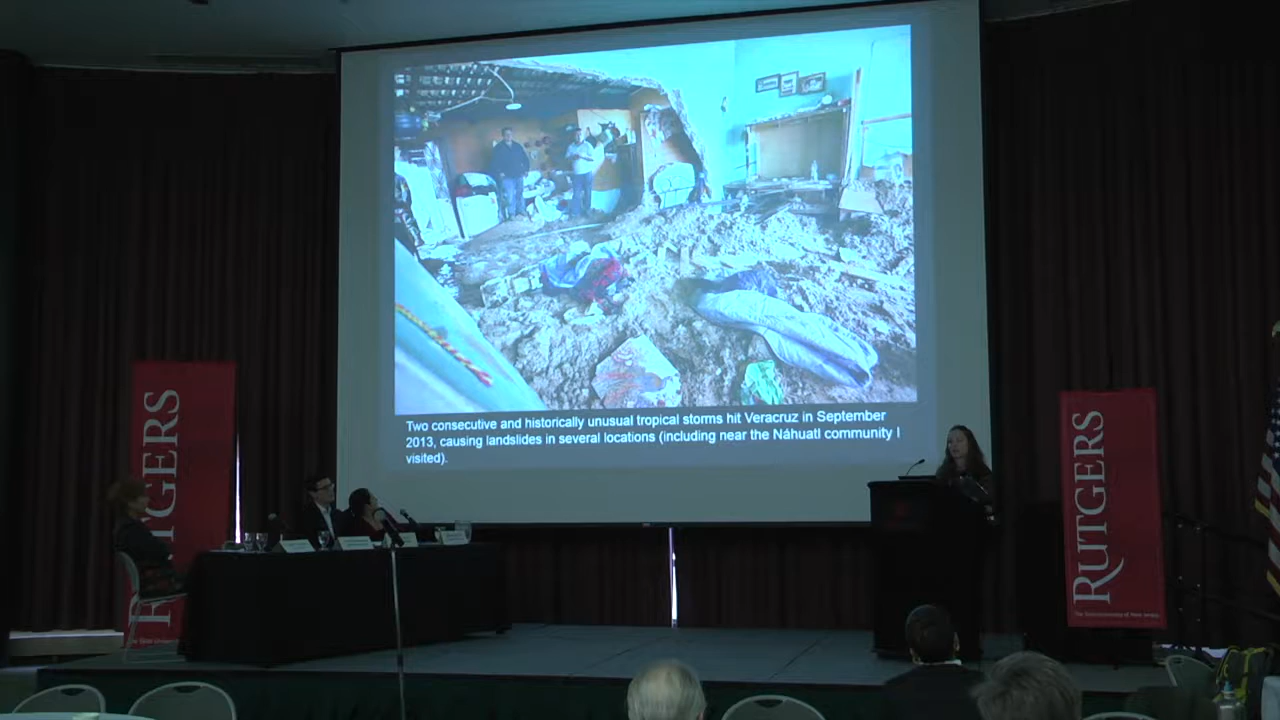 Two consecutive and historically unusual tropical storms hit Veracruz in September
2013, causing landslides in several locations (including near the Náhuatl community I
visited).
RUTGERS
RUTGERS